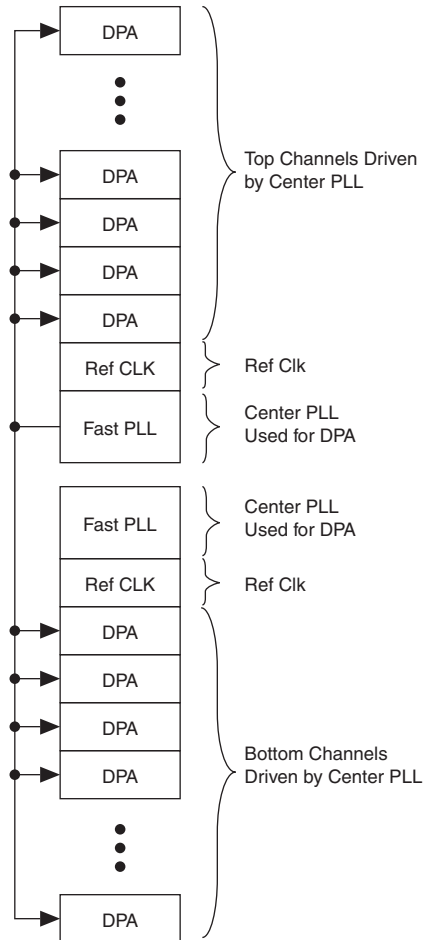 DPA
DPA
DPA
DPA
DPA
Top Channels Driven
by Center PLL
Ref CLK
Ref Clk
Fast PLL
Center PLL
Used for DPA
Fast PLL
Center PLL
Used for DPA
Ref CLK
Ref Clk
DPA
DPA
DPA
DPA
Bottom Channels
Driven by Center PLL
DPA